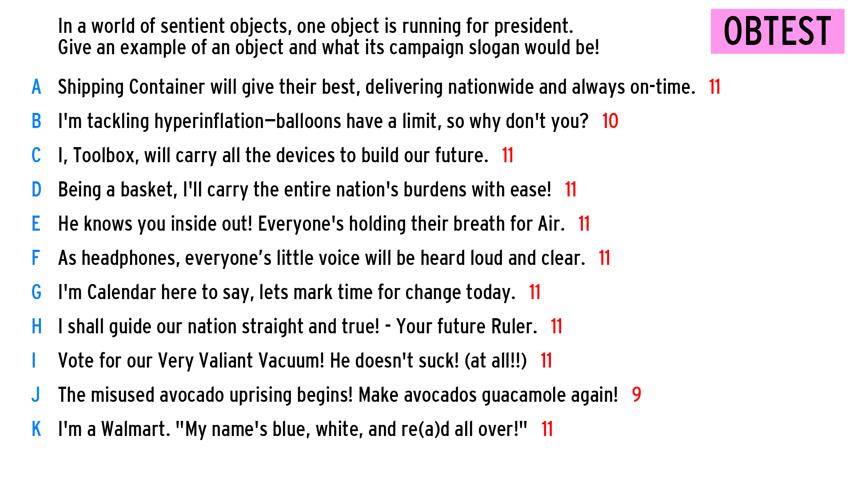 In a world of sentient objects, one object is running for president.
Give an example of an object and what its campaign slogan would be!
OBTEST
A Shipping Container will give their best, delivering nationwide and always on-time. 11
B I'm tackling hyperinflation—balloons have a limit, so why don't you? 10
C I, Toolbox, will carry all the devices to build our future. 11
D Being a basket, I'll carry the entire nation's burdens with ease! 11
E He knows you inside out! Everyone's holding their breath for Air. 11
F As headphones, everyone’s little voice will be heard loud and clear. 11
G I'm Calendar here to say, lets mark time for change today. 11
H I shall guide our nation straight and true! - Your future Ruler. 11
I Vote for our Very Valiant Vacuum! He doesn't suck! (at all!!) 11
J The misused avocado uprising begins! Make avocados guacamole again! 9
K I'm a Walmart. "My name's blue, white, and re(a)d all over!" 11